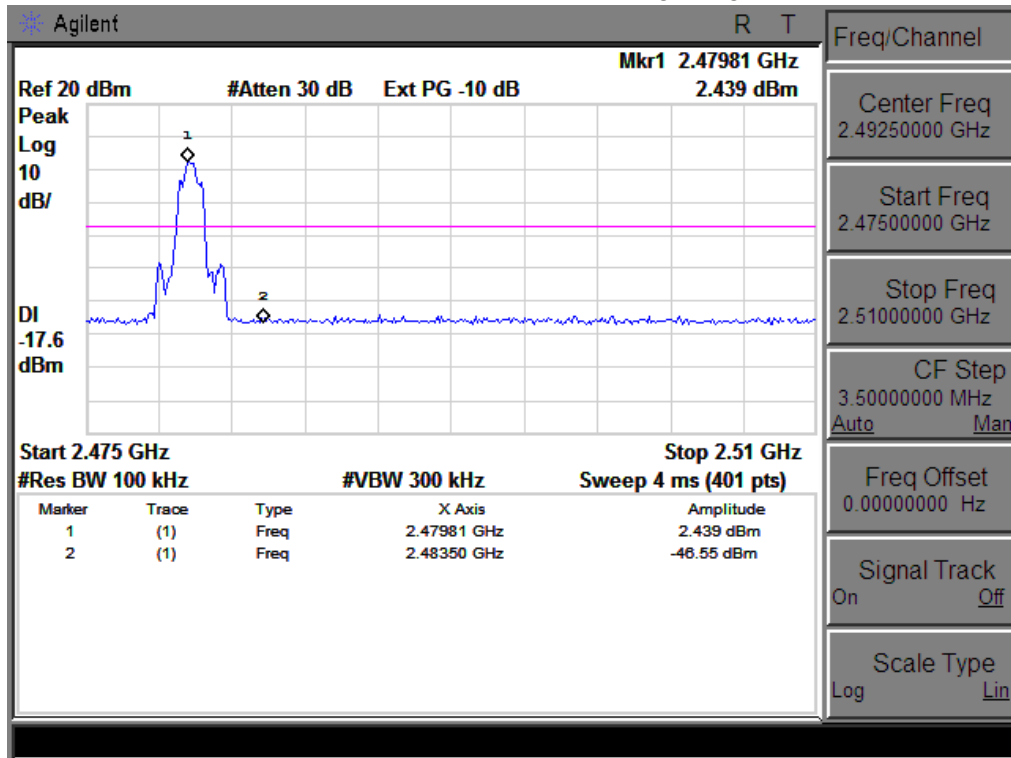 Agilent R T
Mkr1 2.47981 GHz
Ref 20 dBm #Atten 30 dB Ext PG -10 dB 2.439 dBm
Peak
Log
10
dB/
1
2
DI
-17.6
dBm
Start 2.475 GHz Stop 2.51 GHz
#Res BW 100 kHz #VBW 300 kHz Sweep 4 ms (401 pts)
Marker Trace Type X Axis Amplitude
1 (1) Freq 2.47981 GHz 2.439 dBm
2 (1) Freq 2.48350 GHz -46.55 dBm
Freq/Channel
Center Freq
2.49250000 GHz
Start Freq
2.47500000 GHz
Stop Freq
2.51000000 GHz
CF Step
3.50000000 MHz
Auto Man
Freq Offset
0.00000000 Hz
Signal Track
On Off
Scale Type
Log Lin